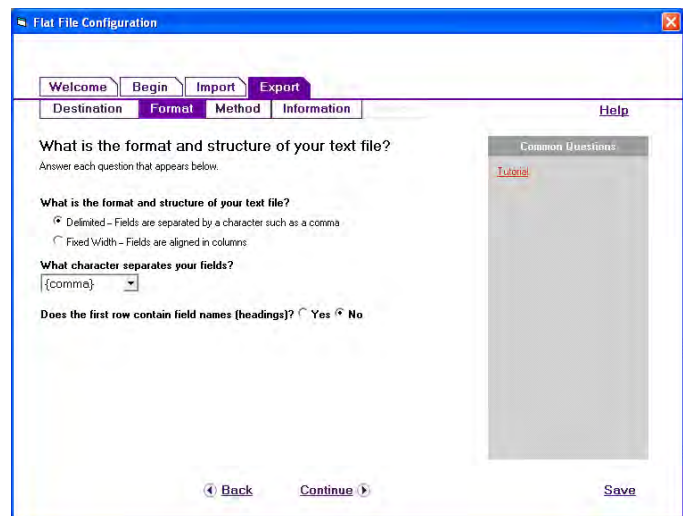 Flat File Configuration
Welcome Begin Import Export
Destination Format Method Information
Help
What is the format and structure of your text file?
Answer each question that appears below.
Common Questions
Tutorial
What is the format and structure of your text file?
Delimited – Fields are separated by a character such as a comma
Fixed Width – Fields are aligned in columns
What character separates your fields?
{comma}
Does the first row contain field names (headings)? Yes No
Back Continue Save